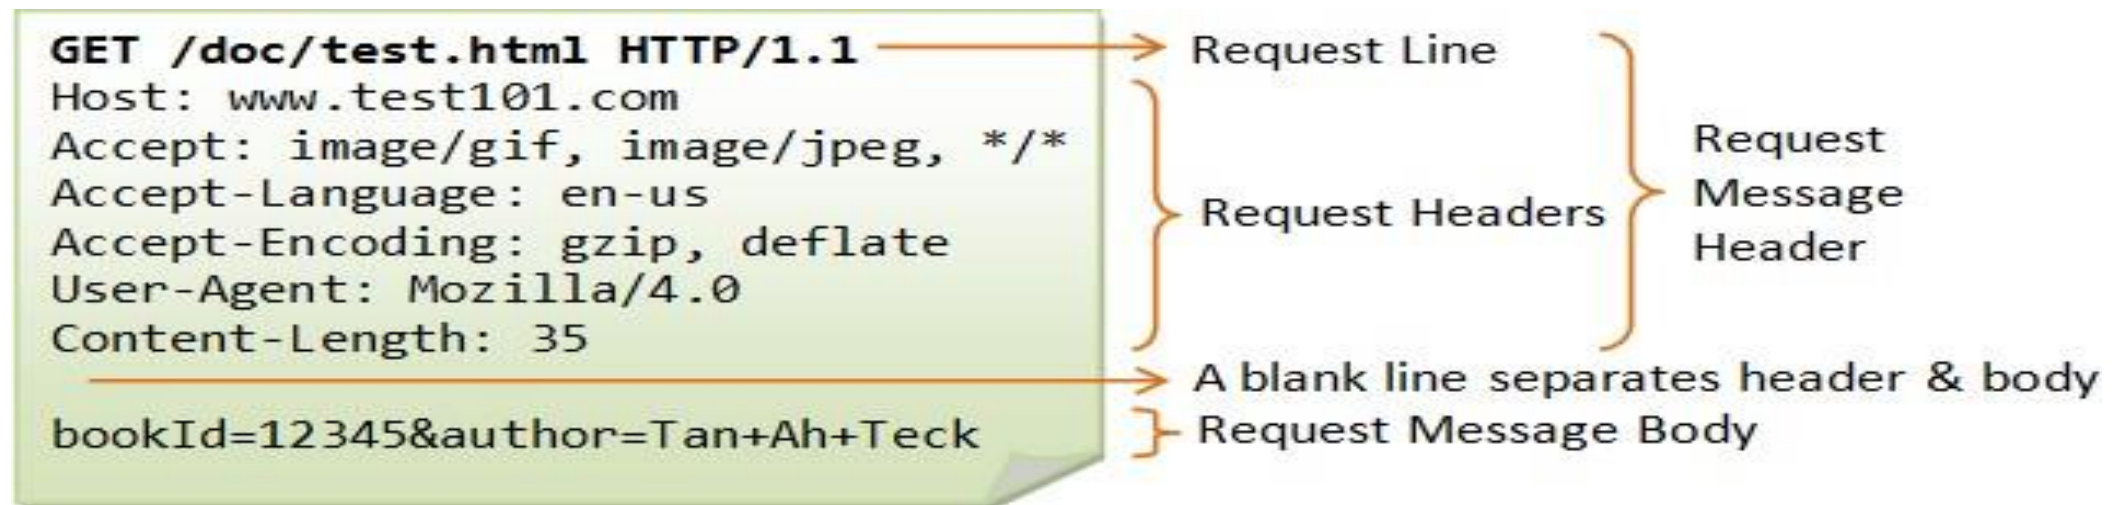 GET /doc/test.html HTTP/1.1
Host: www.test101.com
Accept: image/gif, image/jpeg, */*
Accept-Language: en-us
Accept-Encoding: gzip, deflate
User-Agent: Mozilla/4.0
Content-Length: 35
bookId=12345&author=Tan+Ah+Teck
Request Line
Request Headers
Request
Message
Header
A blank line separates header & body
Request Message Body